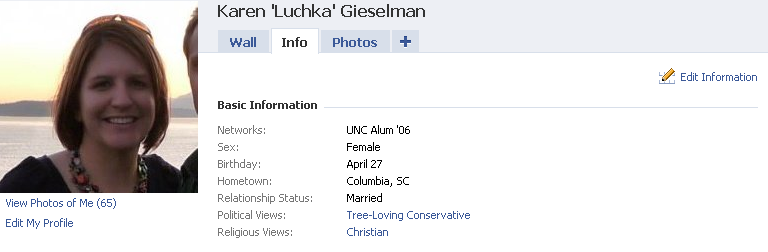 Karen 'Luchka' Gieselman
Wall Info Photos +
Edit Information
Basic Information
Networks: UNC Alum '06
Sex: Female
Birthday: April 27
Hometown: Columbia, SC
Relationship Status: Married
Political Views: Tree-Loving Conservative
Religious Views: Christian
View Photos of Me (65)
Edit My Profile